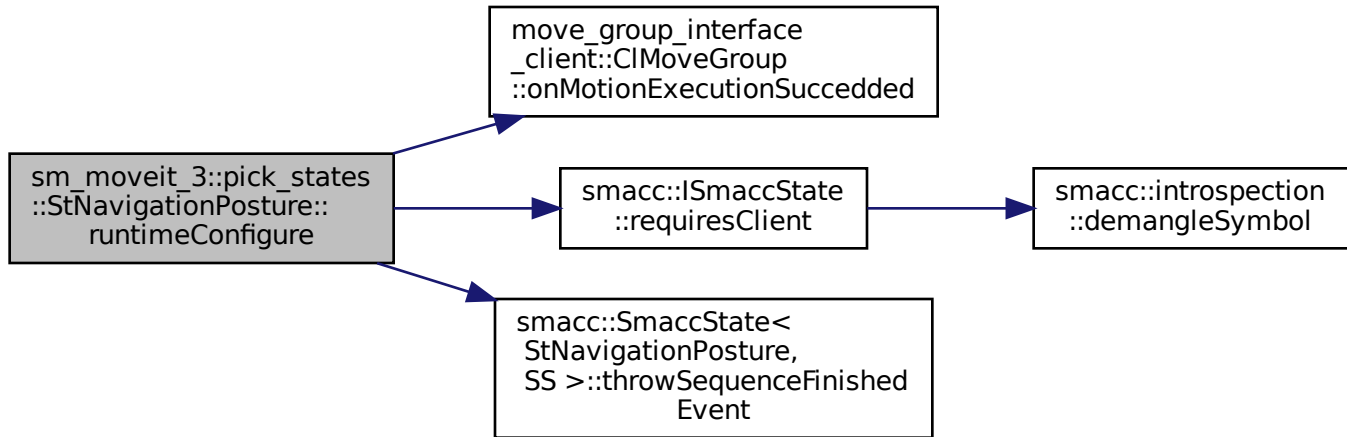 move_group_interface
_client::ClMoveGroup
::onMotionExecutionSuccedded
sm_moveit_3::pick_states
::StNavigationPosture::
runtimeConfigure
smacc::ISmaccState
::requiresClient
smacc::introspection
::demangleSymbol
smacc::SmaccState<
StNavigationPosture,
SS >::throwSequenceFinished
Event